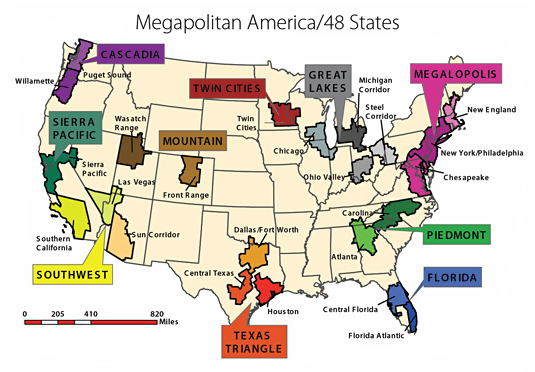 Megapolitan America/48 States
CASCADIA
Willamette
Puget Sound
SIERRA
PACIFIC
Sierra
Pacific
Wasatch
Range
MOUNTAIN
Las Vegas
Front Range
Southern
California
Sun Corridor
SOUTHWEST
TWIN CITIES
Twin
Cities
GREAT
LAKES
Michigan
Corridor
Steel
Corridor
Chicago
Ohio Valley
MEGALOPOLIS
New England
New York/Philadelphia
Chesapeake
Carolina
PIEDMONT
Atlanta
Dallas/Fort Worth
Central Texas
Houston
TEXAS
TRIANGLE
FLORIDA
Central Florida
Florida Atlantic
0 205 410 820
Miles